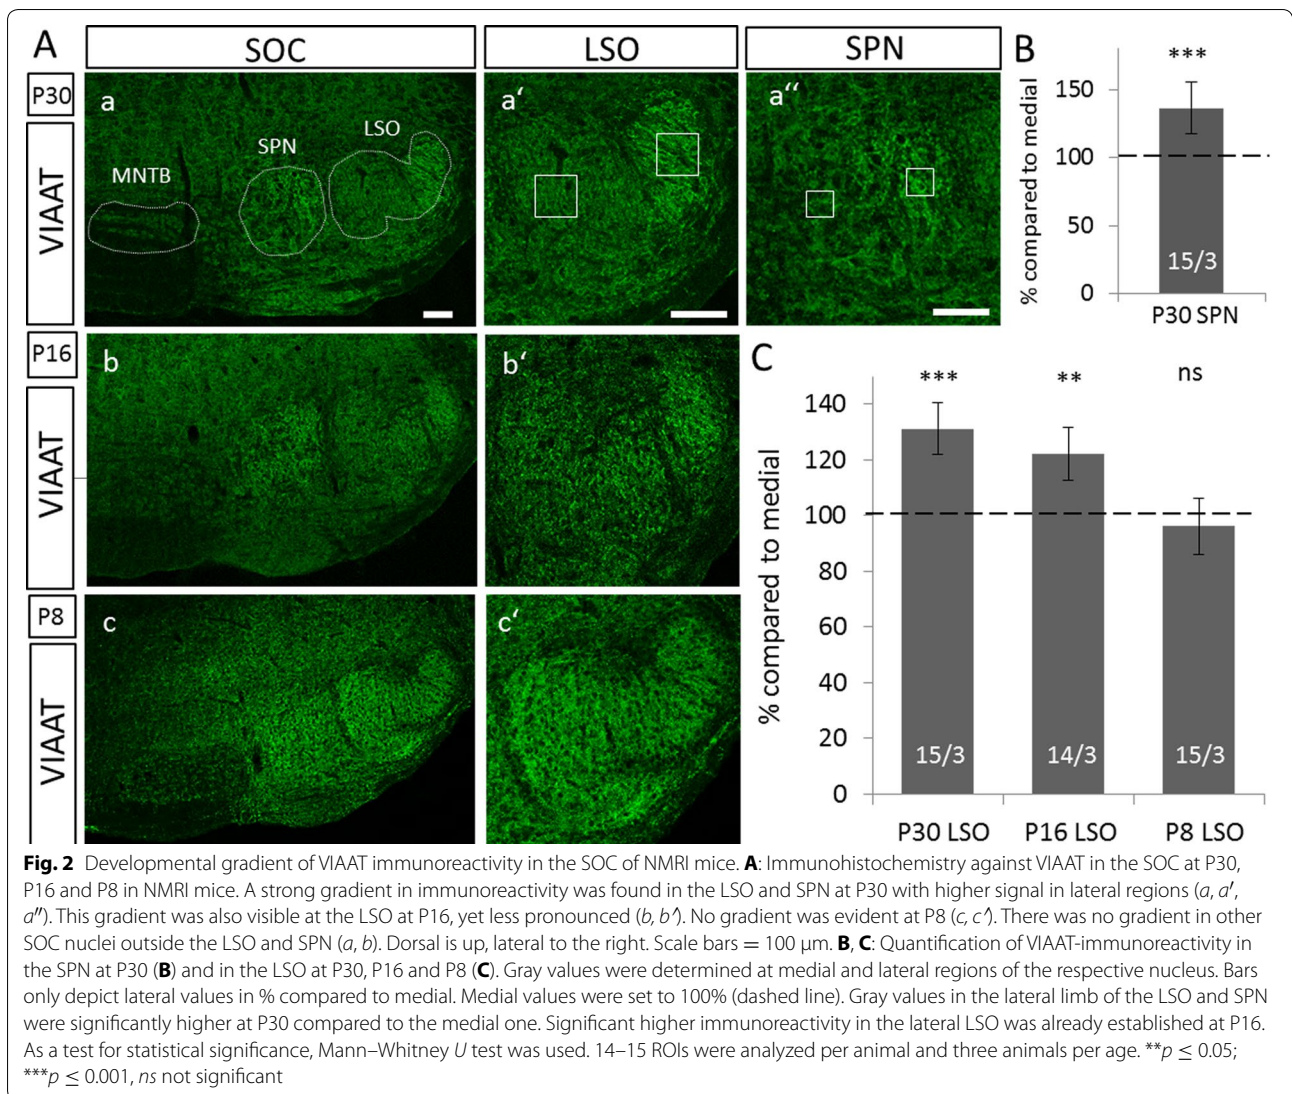 A
SOC
LSO
SPN
P30
VIAAT
a
MNTB
SPN
LSO
a‘
a‘‘
P16
VIAAT
b
b‘
P8
VIAAT
c
c‘
B
% compared to medial
150
100
50
0
***
15/3
P30 SPN
C
% compared to medial
140
120
100
80
60
40
20
0
***
**
ns
15/3
14/3
15/3
P30 LSO
P16 LSO
P8 LSO
Fig. 2 Developmental gradient of VIAAT immunoreactivity in the SOC of NMRI mice. A: Immunohistochemistry against VIAAT in the SOC at P30,
P16 and P8 in NMRI mice. A strong gradient in immunoreactivity was found in the LSO and SPN at P30 with higher signal in lateral regions (a, a′,
a″). This gradient was also visible at the LSO at P16, yet less pronounced (b, b′). No gradient was evident at P8 (c, c′). There was no gradient in other
SOC nuclei outside the LSO and SPN (a, b). Dorsal is up, lateral to the right. Scale bars = 100 μm. B, C: Quantification of VIAAT-immunoreactivity in
the SPN at P30 (B) and in the LSO at P30, P16 and P8 (C). Gray values were determined at medial and lateral regions of the respective nucleus. Bars
only depict lateral values in % compared to medial. Medial values were set to 100% (dashed line). Gray values in the lateral limb of the LSO and SPN
were significantly higher at P30 compared to the medial one. Significant higher immunoreactivity in the lateral LSO was already established at P16.
As a test for statistical significance, Mann–Whitney U test was used. 14–15 ROIs were analyzed per animal and three animals per age. **p ≤ 0.05;
***p ≤ 0.001, ns not significant